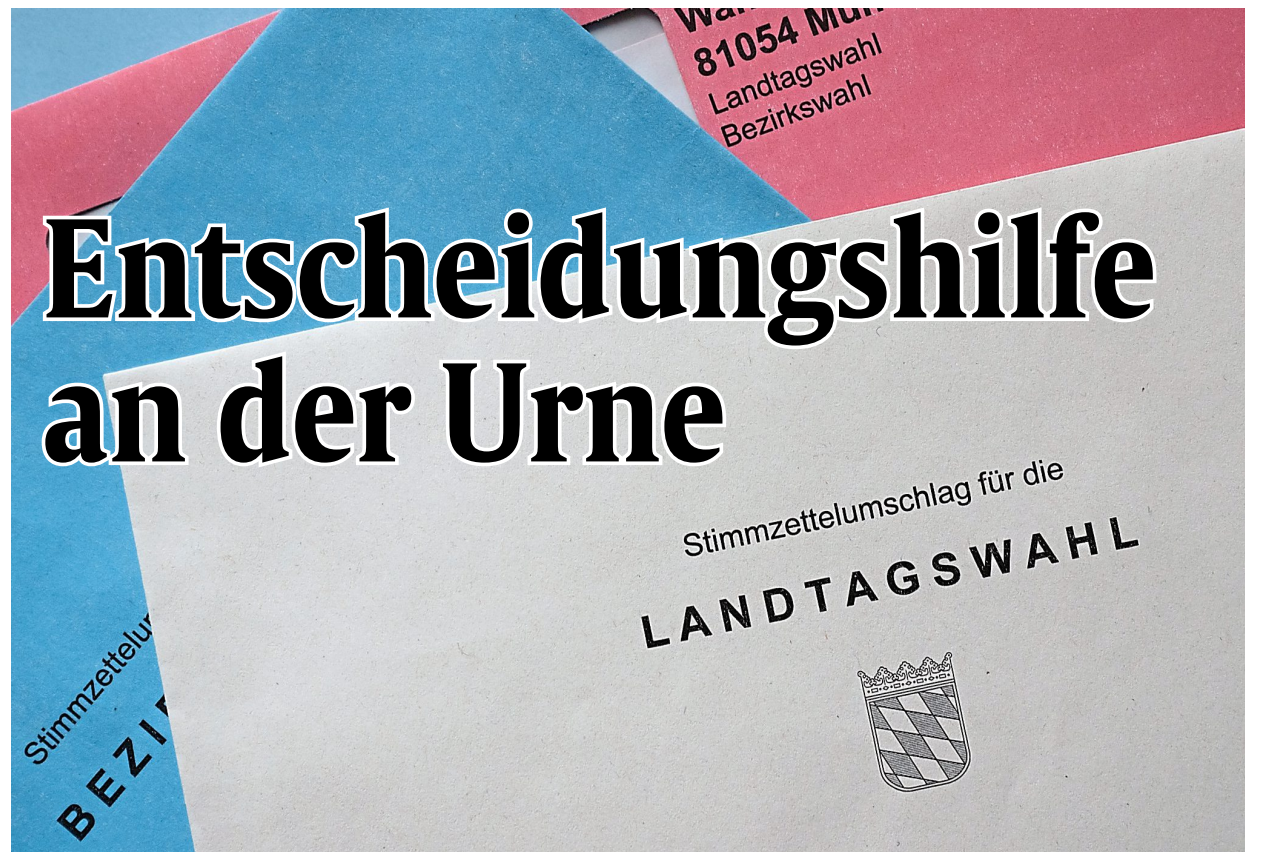 81054
Landtagswahl
Bezirkswahl
Entscheidungshilfe
an der Urne
Stimmzettelumschlag für die
LANDTAGSWAHL